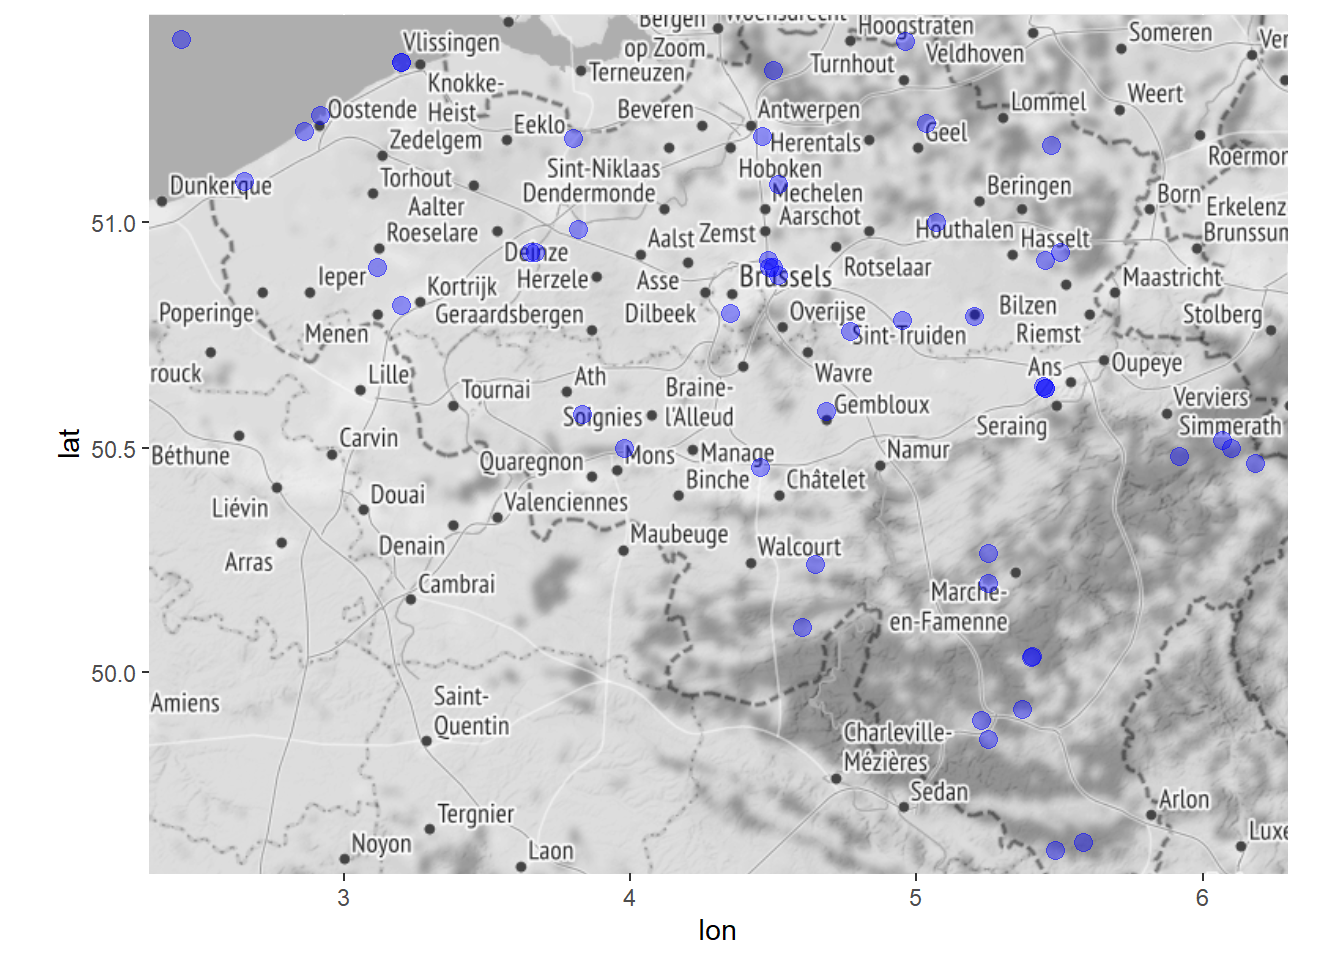 Bergen
op Zoom
Woensdrecht
Hoogstraten
Someren
Vlissingen
Veldhoven
Turnhout
Terneuzen
Knokke-
Heist
Weert
Lommel
Oostende
Beveren
Antwerpen
Eeklo
Geel
Zedelgem
Herentals
Sint-Niklaas
Hoboken
Roermon
Dunkerque
Torhout
Dendermonde
Mechelen
Beringen
Born
Aalter
Aarschot
Erkelenz
51.0
Roeselare
Deinze
Aalst
Zemst
Houthalen
Hasselt
Brunssum
Ieper
Herzele
Asse
Brussels
Rotselaar
Maastricht
Kortrijk
Poperinge
Geraardsbergen
Dilbeek
Overijse
Bilzen
Stolberg
Menen
Sint-Truiden
Riemst
rouck
Lille
Ath
Wavre
Ans
Oupeye
Tournai
Braine-
l'Alleud
Verviers
Soignies
Gembloux
Seraing
Simmerath
lat
Carvin
50.5
Béthune
Quaregnon
Mons
Manage
Namur
Binche
Châtelet
Douai
Valenciennes
Liévin
Denain
Maubeuge
Walcourt
Arras
Cambrai
Marche-
en-Famenne
50.0
Amiens
Saint-
Quentin
Charleville-
Mézières
Sedan
Arlon
Tergnier
Noyon
Laon
Luxe
3
4
5
6
lon